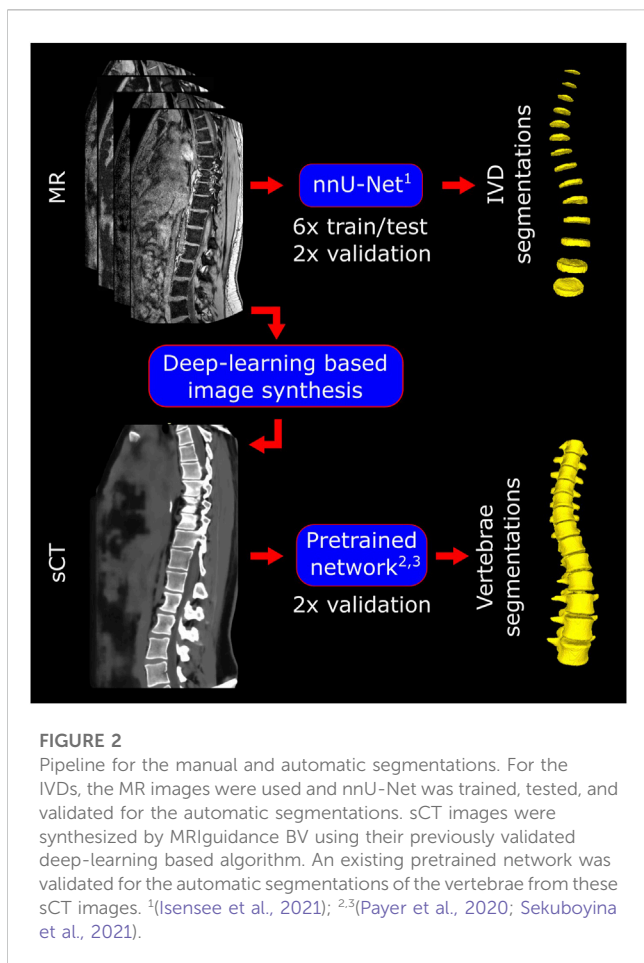 MR
nnU-Net¹
6x train/test
2x validation
IVD
segmentations
Deep-learning based
image synthesis
sCT
Pretrained
network²,³
2x validation
Vertebrae
segmentations
FIGURE 2
Pipeline for the manual and automatic segmentations. For the
IVDs, the MR images were used and nnU-Net was trained, tested, and
validated for the automatic segmentations. sCT images were
synthesized by MRIguidance BV using their previously validated
deep-learning based algorithm. An existing pretrained network was
validated for the automatic segmentations of the vertebrae from these
sCT images. ¹(Isensee et al., 2021); ²,³(Payer et al., 2020; Sekuboyina
et al., 2021).